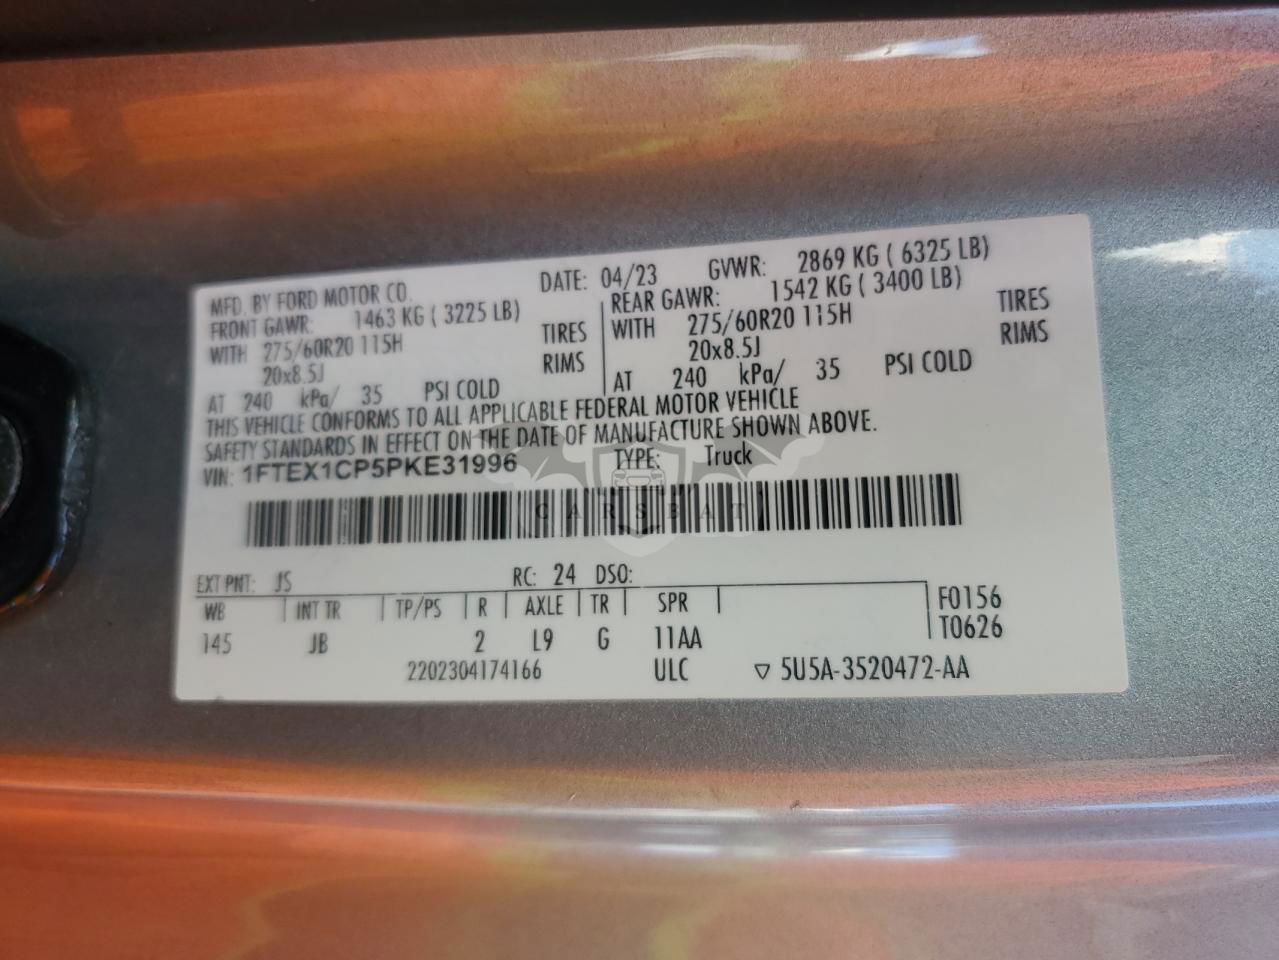 MFD. BY FORD MOTOR CO. DATE: 04/23 GVWR: 2869 KG ( 6325 LB)
FRONT GAWR: 1463 KG ( 3225 LB) REAR GAWR: 1542 KG ( 3400 LB)
WITH 275/60R20 115H TIRES WITH 275/60R20 115H TIRES
20x8.5J RIMS 20x8.5J RIMS
AT 240 kPa/ 35 PSI COLD AT 240 kPa/ 35 PSI COLD
THIS VEHICLE CONFORMS TO ALL APPLICABLE FEDERAL MOTOR VEHICLE
SAFETY STANDARDS IN EFFECT ON THE DATE OF MANUFACTURE SHOWN ABOVE.
VIN: 1FTEX1CP5PKE31996 TYPE: Truck
CARSBAT
EXT PNT: JS RC: 24 DSO:
WB INT TR TP/PS R AXLE TR SPR F0156
145 JB 2 L9 G 11AA T0626
2202304174166 ULC ▽ 5U5A-3520472-AA